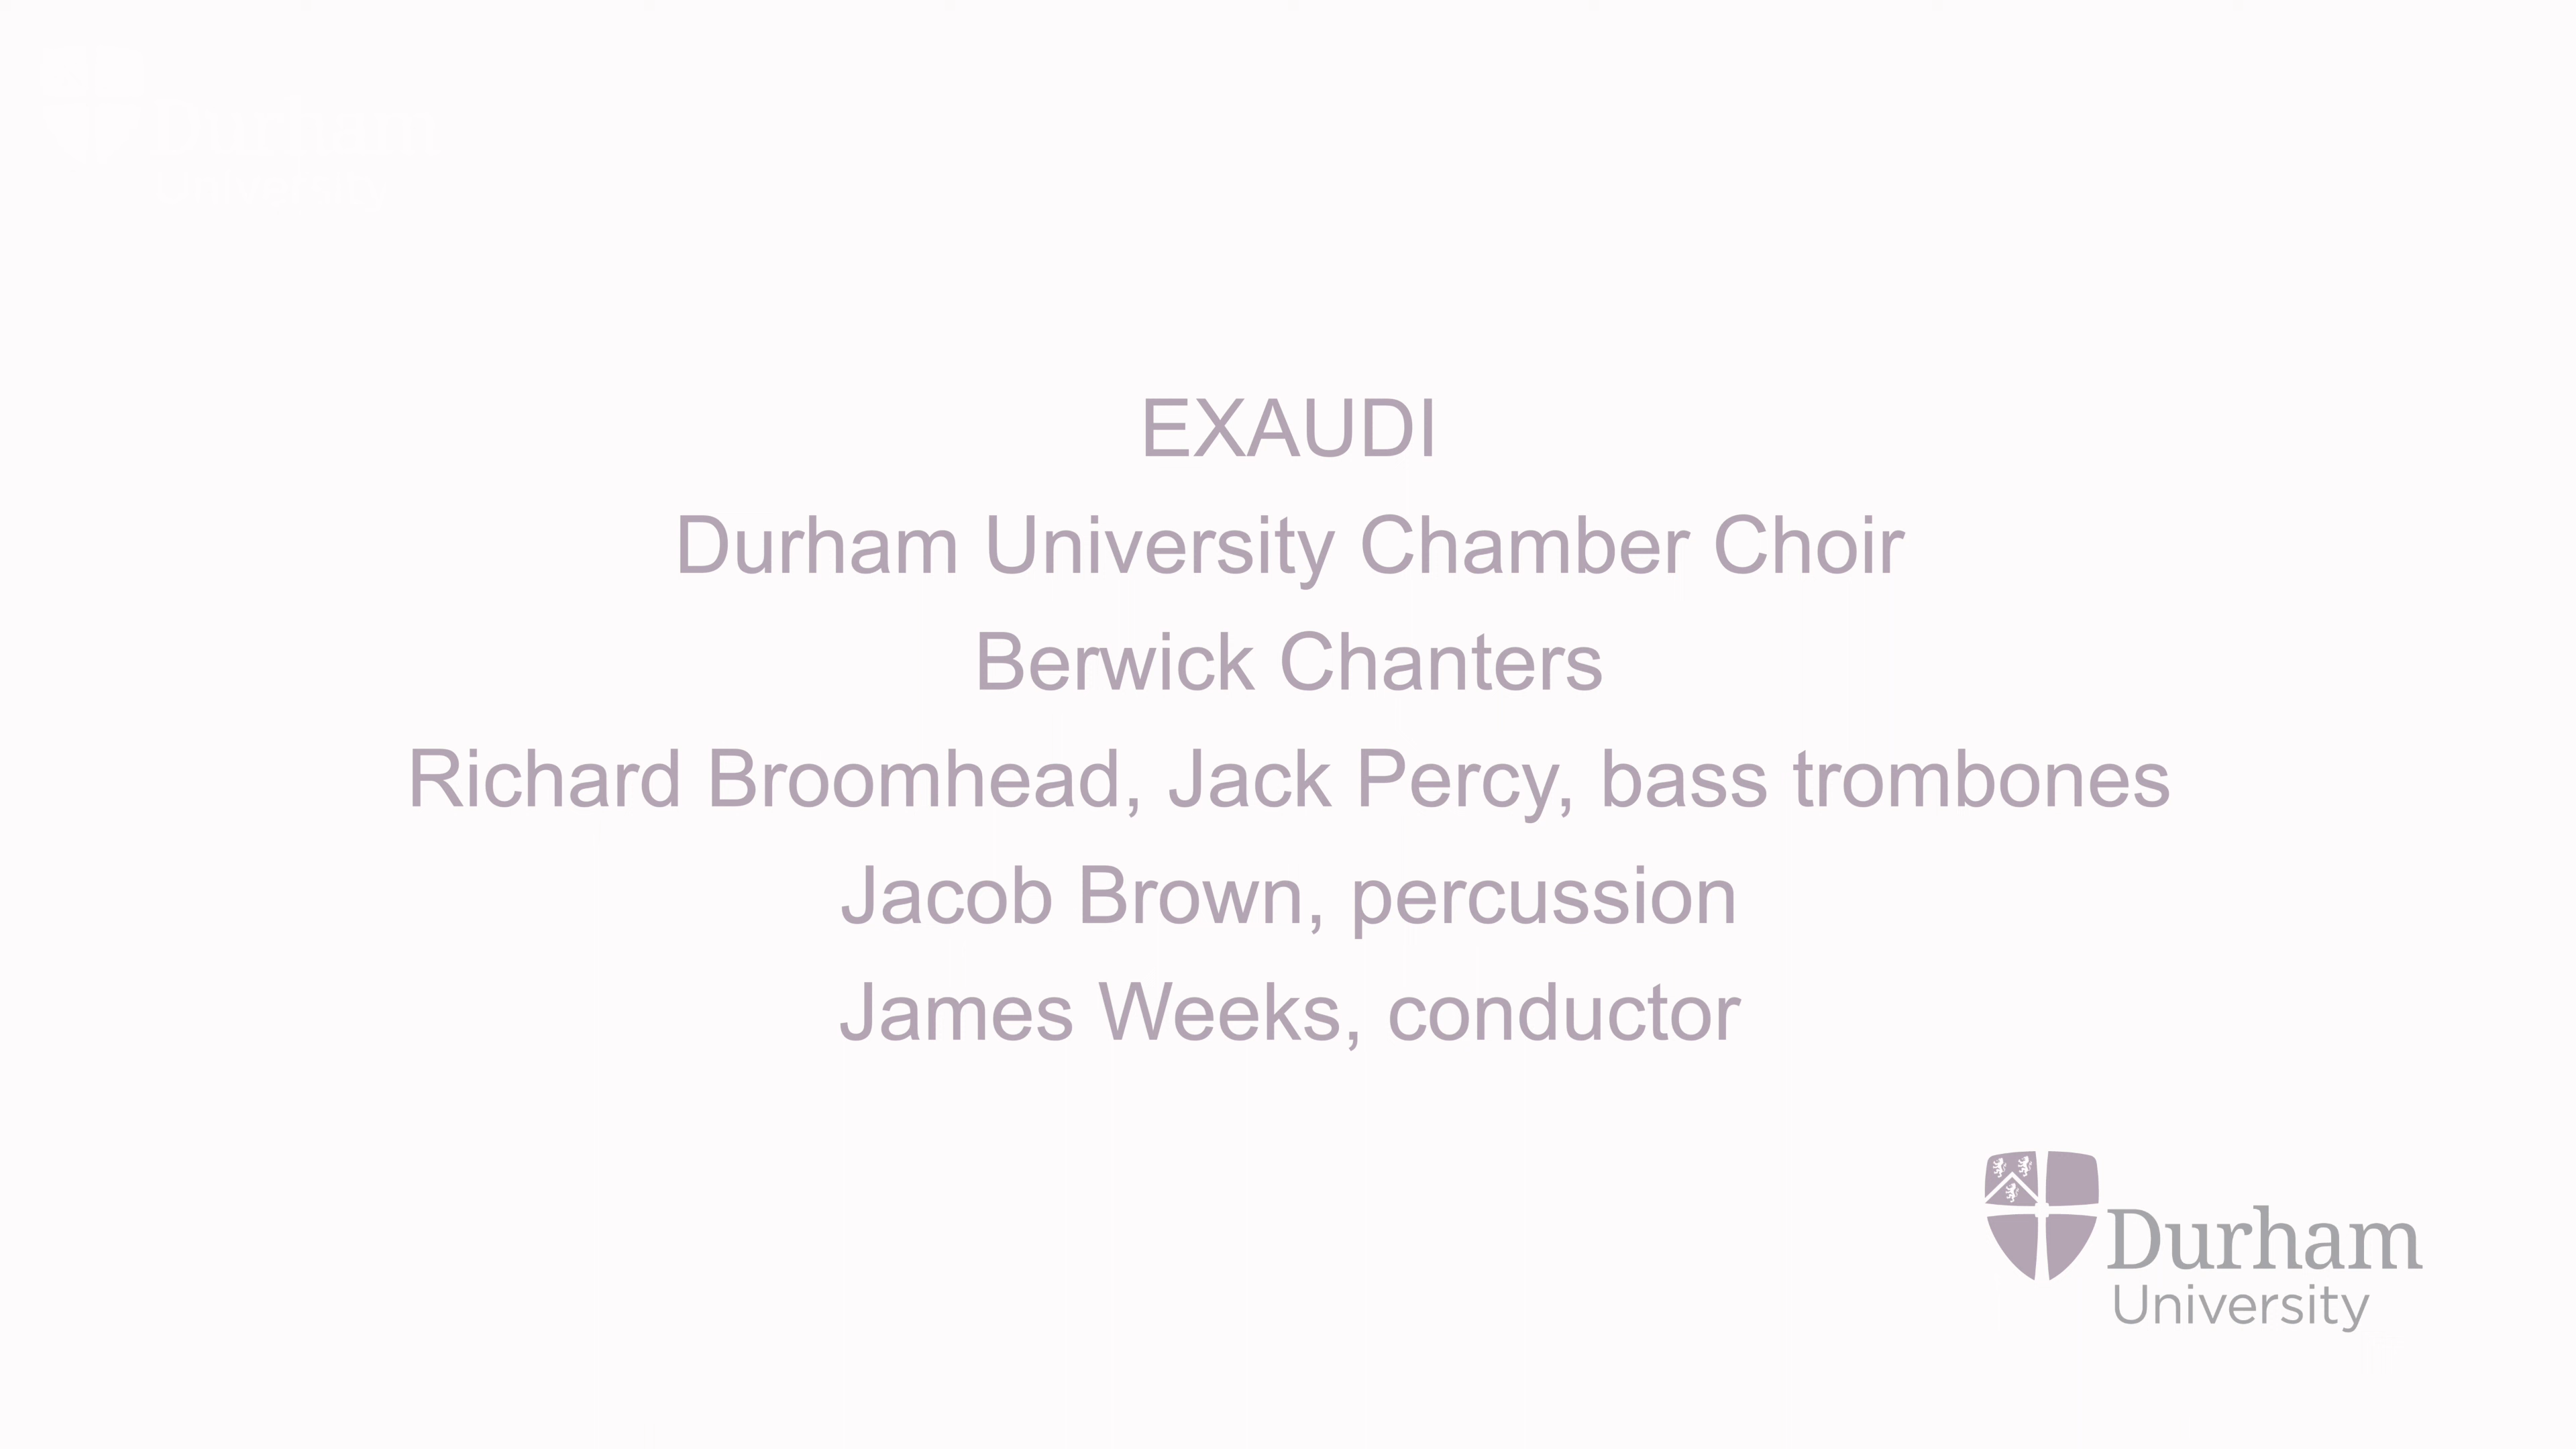 EXAUDI
Durham University Chamber Choir
Berwick Chanters
Richard Broomhead, Jack Percy, bass trombones
Jacob Brown, percussion
James Weeks, conductor
Durham
University